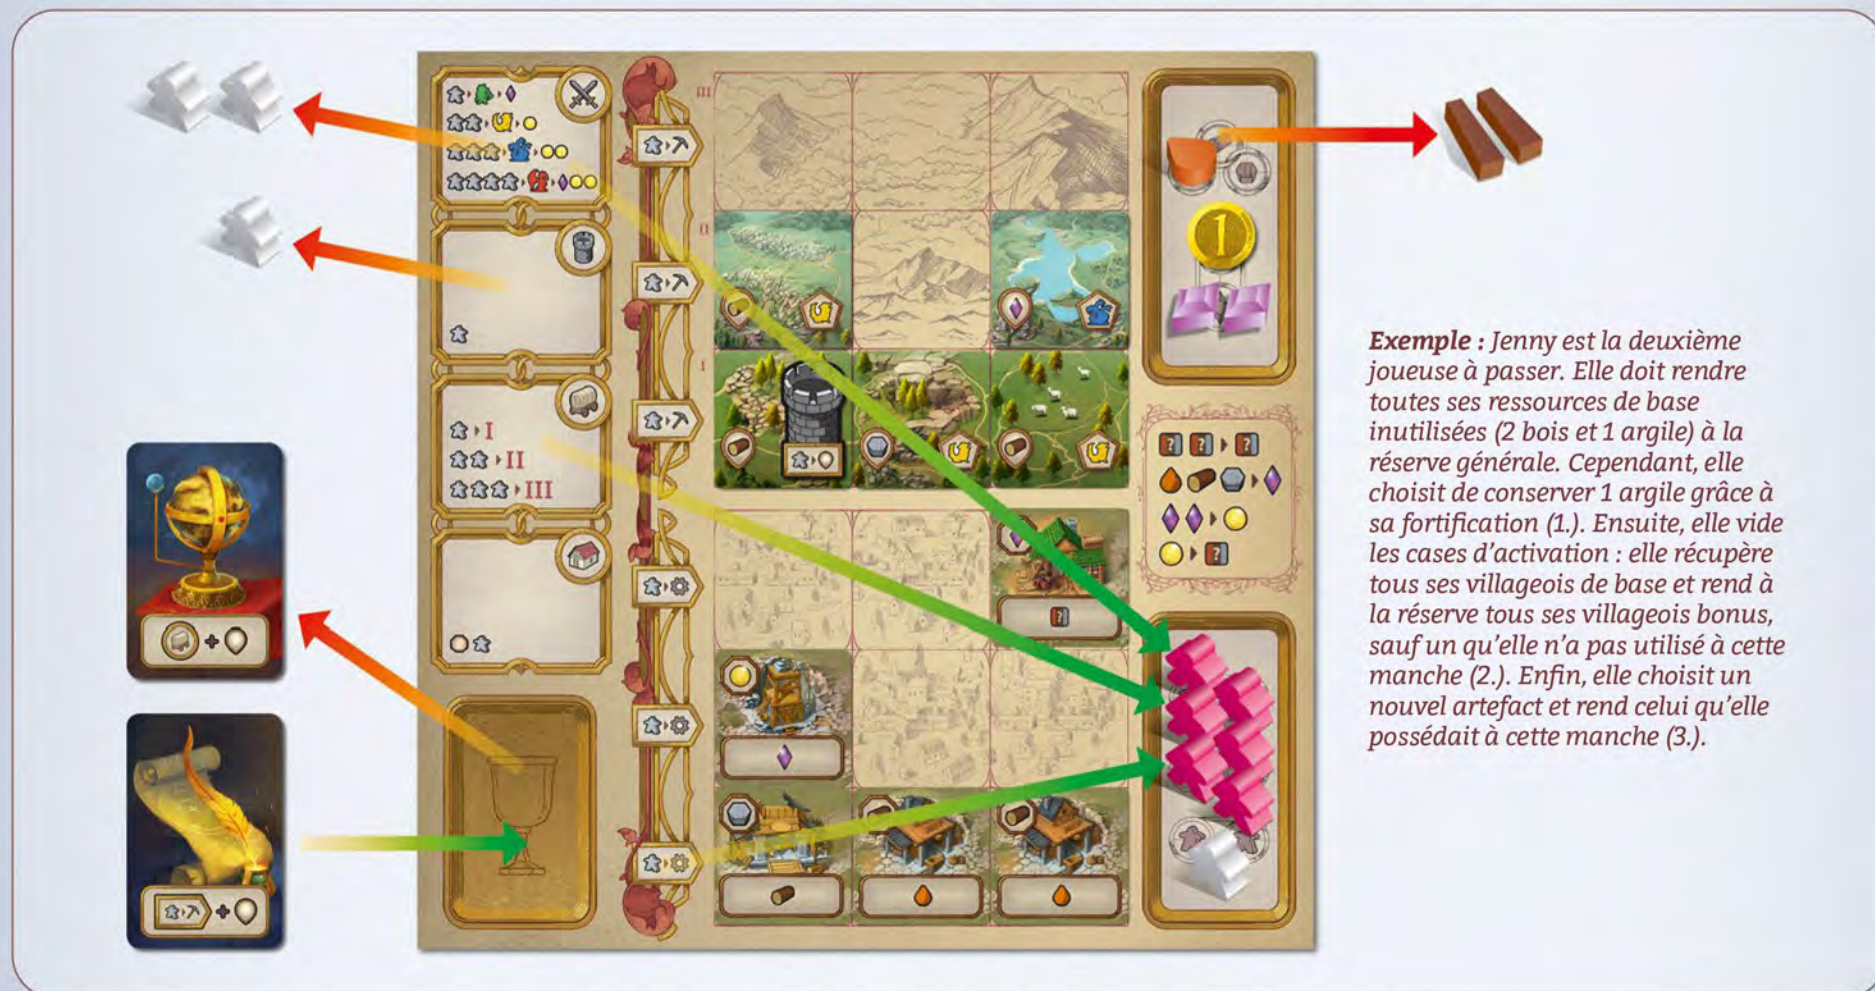 III
II
I
I
II
III
1
? ? ?
?
?
Exemple : Jenny est la deuxième
joueuse à passer. Elle doit rendre
toutes ses ressources de base
inutilisées (2 bois et 1 argile) à la
réserve générale. Cependant, elle
choisit de conserver 1 argile grâce à
sa fortification (1.). Ensuite, elle vide
les cases d'activation : elle récupère
tous ses villageois de base et rend à
la réserve tous ses villageois bonus,
sauf un qu'elle n'a pas utilisé à cette
manche (2.). Enfin, elle choisit un
nouvel artefact et rend celui qu'elle
possédait à cette manche (3.).